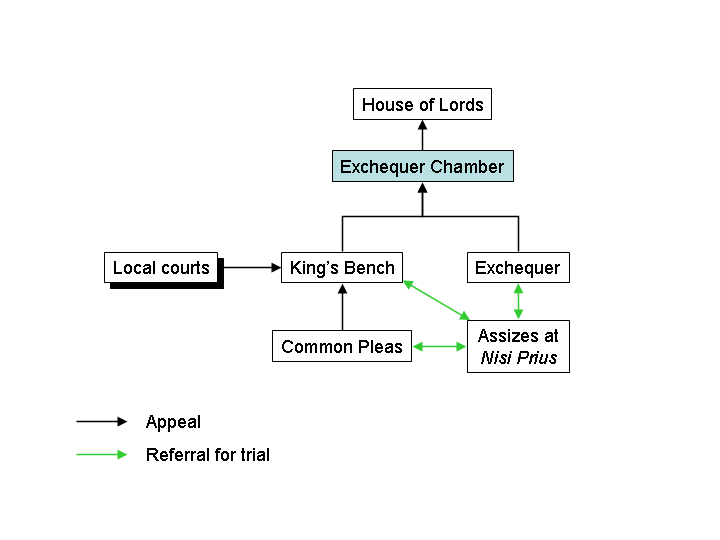 House of Lords
Exchequer Chamber
Local courts
King's Bench
Exchequer
Common Pleas
Assizes at
Nisi Prius
Appeal
Referral for trial